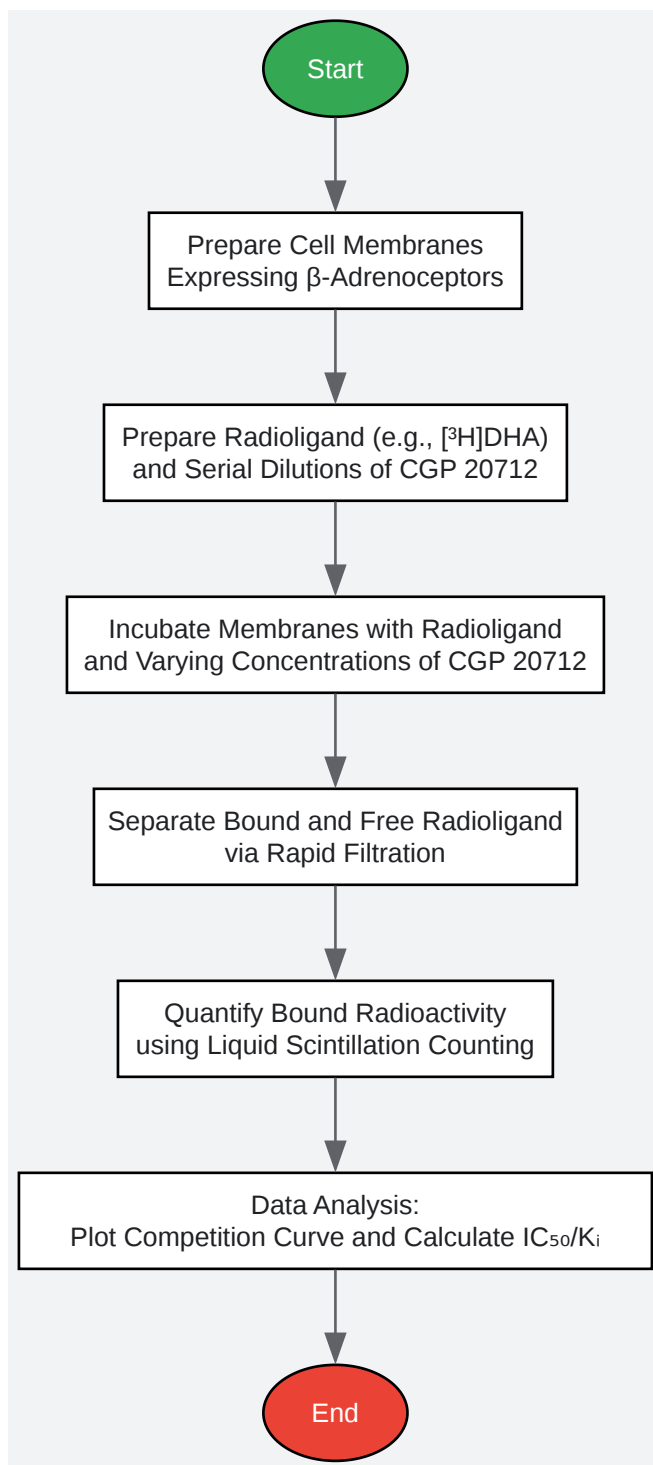 Start
Prepare Cell Membranes
Expressing β-Adrenoceptors
Prepare Radioligand (e.g., [³H]DHA)
and Serial Dilutions of CGP 20712
Incubate Membranes with Radioligand
and Varying Concentrations of CGP 20712
Separate Bound and Free Radioligand
via Rapid Filtration
Quantify Bound Radioactivity
using Liquid Scintillation Counting
Data Analysis:
Plot Competition Curve and Calculate IC₅₀/Kᵢ
End